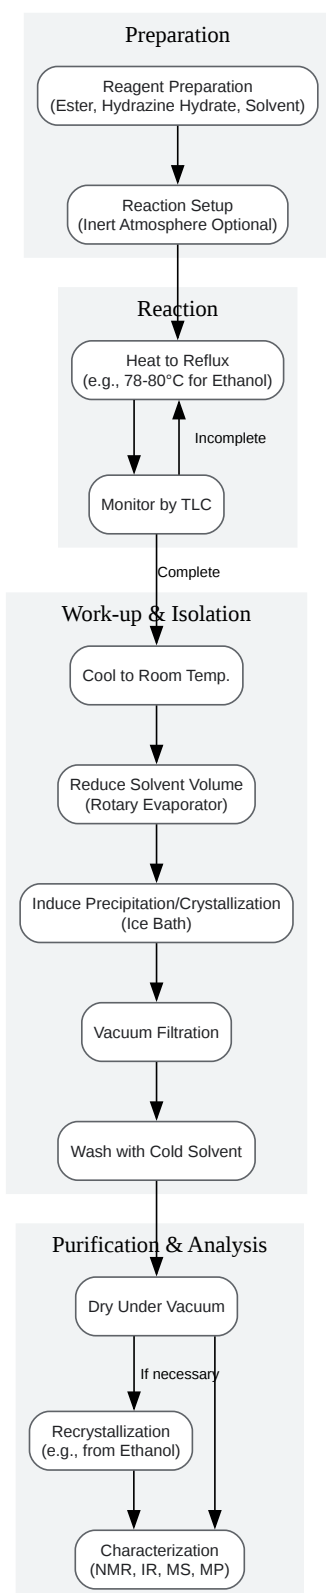 Preparation
Reagent Preparation
(Ester, Hydrazine Hydrate, Solvent)
Reaction Setup
(Inert Atmosphere Optional)
Reaction
Heat to Reflux
(e.g., 78-80°C for Ethanol)
Incomplete
Monitor by TLC
Complete
Work-up & Isolation
Cool to Room Temp.
Reduce Solvent Volume
(Rotary Evaporator)
Induce Precipitation/Crystallization
(Ice Bath)
Vacuum Filtration
Wash with Cold Solvent
Purification & Analysis
Dry Under Vacuum
If necessary
Recrystallization
(e.g., from Ethanol)
Characterization
(NMR, IR, MS, MP)